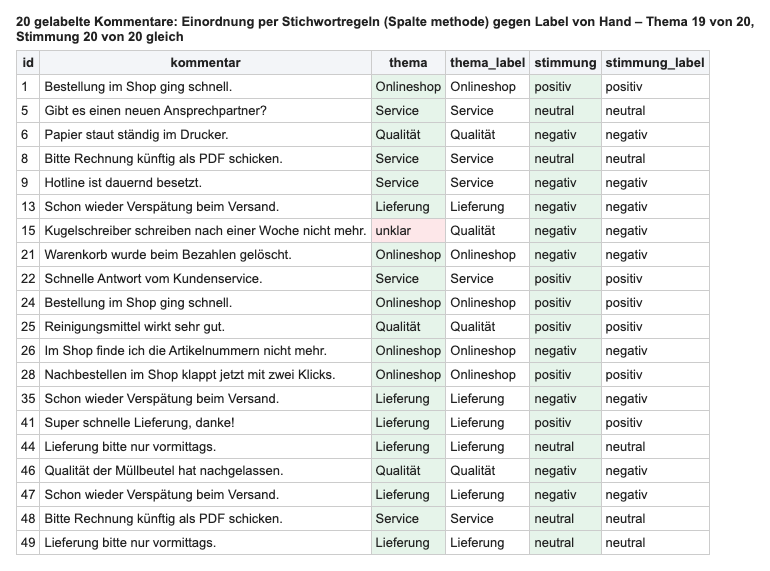 20 gelabelte Kommentare: Einordnung per Stichwortregeln (Spalte methode) gegen Label von Hand – Thema 19 von 20,
Stimmung 20 von 20 gleich
id kommentar thema thema_label stimmung stimmung_label
1 Bestellung im Shop ging schnell. Onlineshop Onlineshop positiv positiv
5 Gibt es einen neuen Ansprechpartner? Service Service neutral neutral
6 Papier staut ständig im Drucker. Qualität Qualität negativ negativ
8 Bitte Rechnung künftig als PDF schicken. Service Service neutral neutral
9 Hotline ist dauernd besetzt. Service Service negativ negativ
13 Schon wieder Verspätung beim Versand. Lieferung Lieferung negativ negativ
15 Kugelschreiber schreiben nach einer Woche nicht mehr. unklar Qualität negativ negativ
21 Warenkorb wurde beim Bezahlen gelöscht. Onlineshop Onlineshop negativ negativ
22 Schnelle Antwort vom Kundenservice. Service Service positiv positiv
24 Bestellung im Shop ging schnell. Onlineshop Onlineshop positiv positiv
25 Reinigungsmittel wirkt sehr gut. Qualität Qualität positiv positiv
26 Im Shop finde ich die Artikelnummern nicht mehr. Onlineshop Onlineshop negativ negativ
28 Nachbestellen im Shop klappt jetzt mit zwei Klicks. Onlineshop Onlineshop positiv positiv
35 Schon wieder Verspätung beim Versand. Lieferung Lieferung negativ negativ
41 Super schnelle Lieferung, danke! Lieferung Lieferung positiv positiv
44 Lieferung bitte nur vormittags. Lieferung Lieferung neutral neutral
46 Qualität der Müllbeutel hat nachgelassen. Qualität Qualität negativ negativ
47 Schon wieder Verspätung beim Versand. Lieferung Lieferung negativ negativ
48 Bitte Rechnung künftig als PDF schicken. Service Service neutral neutral
49 Lieferung bitte nur vormittags. Lieferung Lieferung neutral neutral